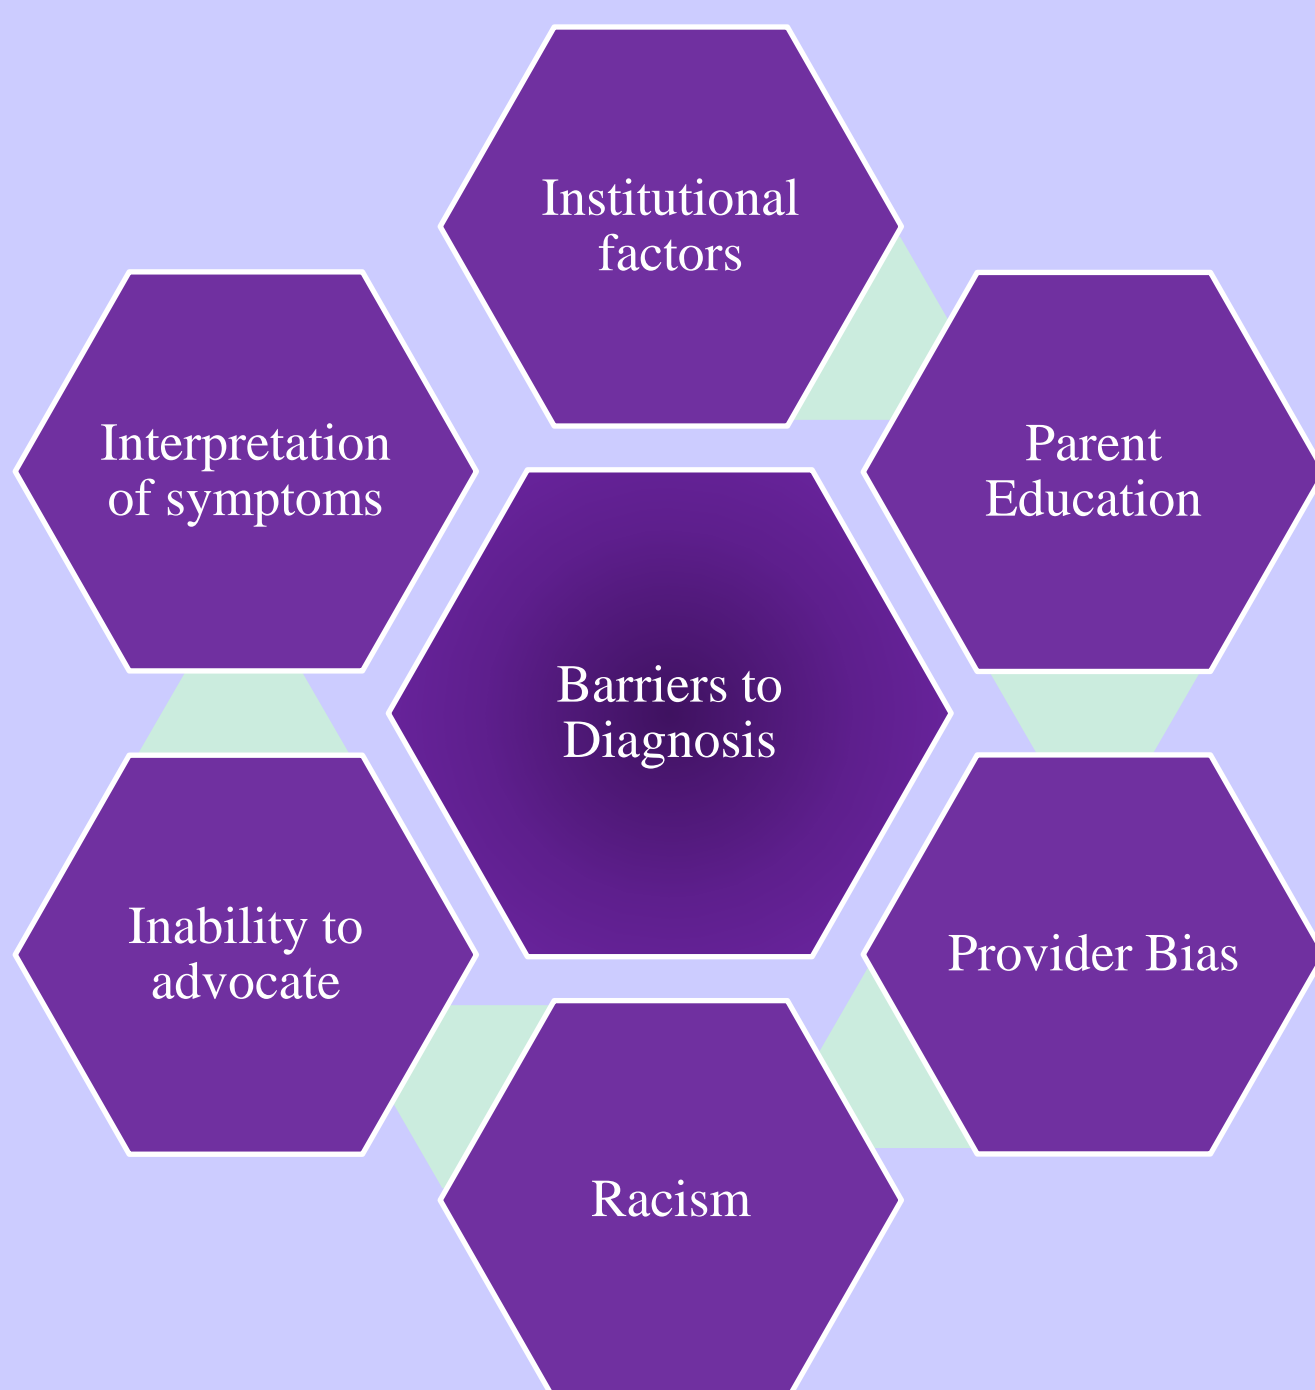 Institutional
factors
Parent
Education
Provider Bias
Racism
Inability to
advocate
Interpretation
of symptoms
Barriers to
Diagnosis